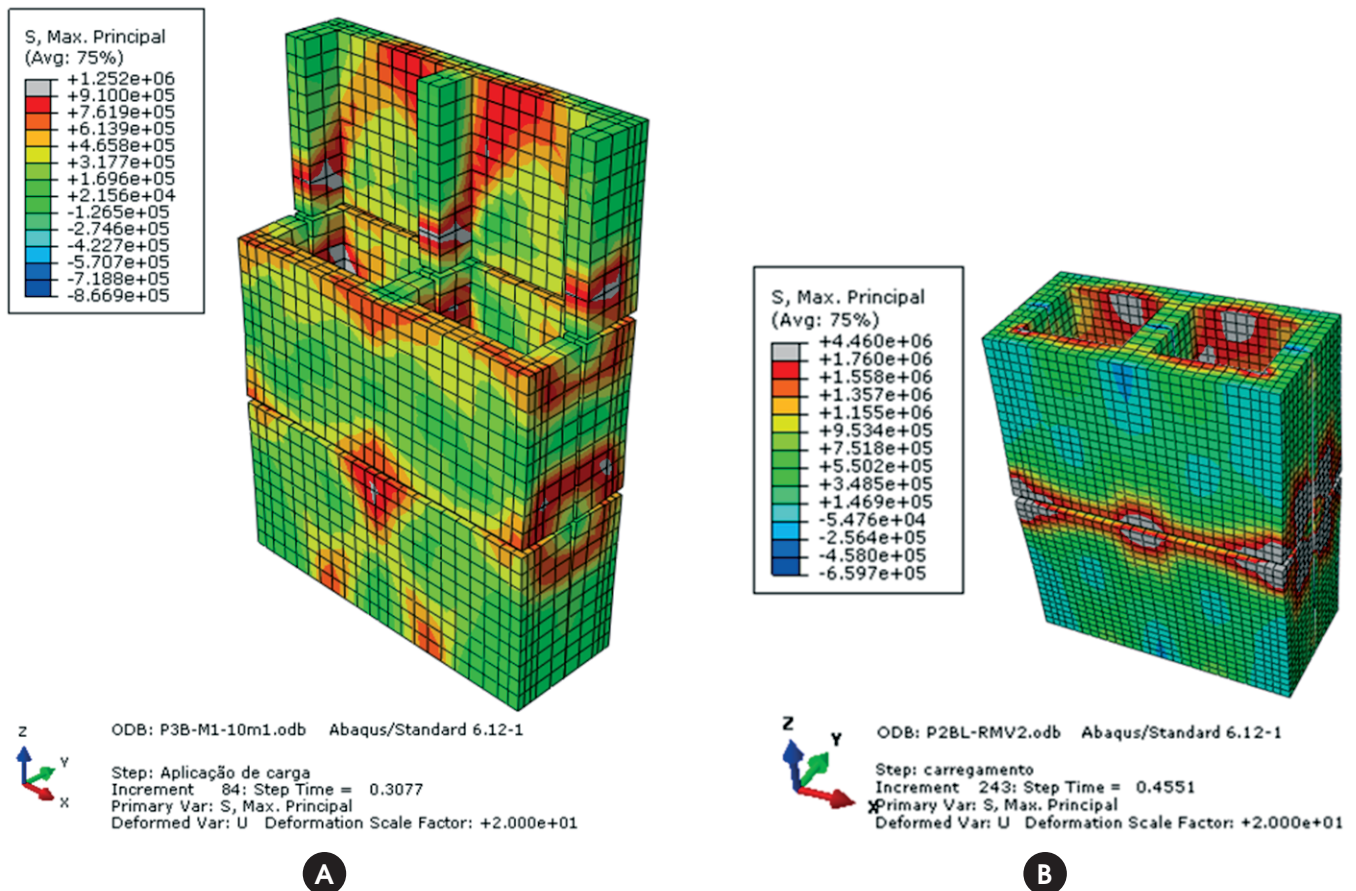 S, Max. Principal
(Avg: 75%)
+1.252e+06
+9.100e+05
+7.619e+05
+6.139e+05
+4.658e+05
+3.177e+05
+1.696e+05
+2.156e+04
-1.265e+05
-2.746e+05
-4.227e+05
-5.707e+05
-7.188e+05
-8.669e+05
Z
Y
X
ODB: P3B-M1-10m1.odb Abaqus/Standard 6.12-1
Step: Aplicação de carga
Increment 84: Step Time = 0.3077
Primary Var: S, Max. Principal
Deformed Var: U Deformation Scale Factor: +2.000e+01
A
S, Max. Principal
(Avg: 75%)
+4.460e+06
+1.760e+06
+1.558e+06
+1.357e+06
+1.155e+06
+9.534e+05
+7.518e+05
+5.502e+05
+3.485e+05
+1.469e+05
-5.476e+04
-2.564e+05
-4.580e+05
-6.597e+05
Z
Y
X
ODB: P2BL-RMV2.odb Abaqus/Standard 6.12-1
Step: carregamento
Increment 243: Step Time = 0.4551
Primary Var: S, Max. Principal
Deformed Var: U Deformation Scale Factor: +2.000e+01
B